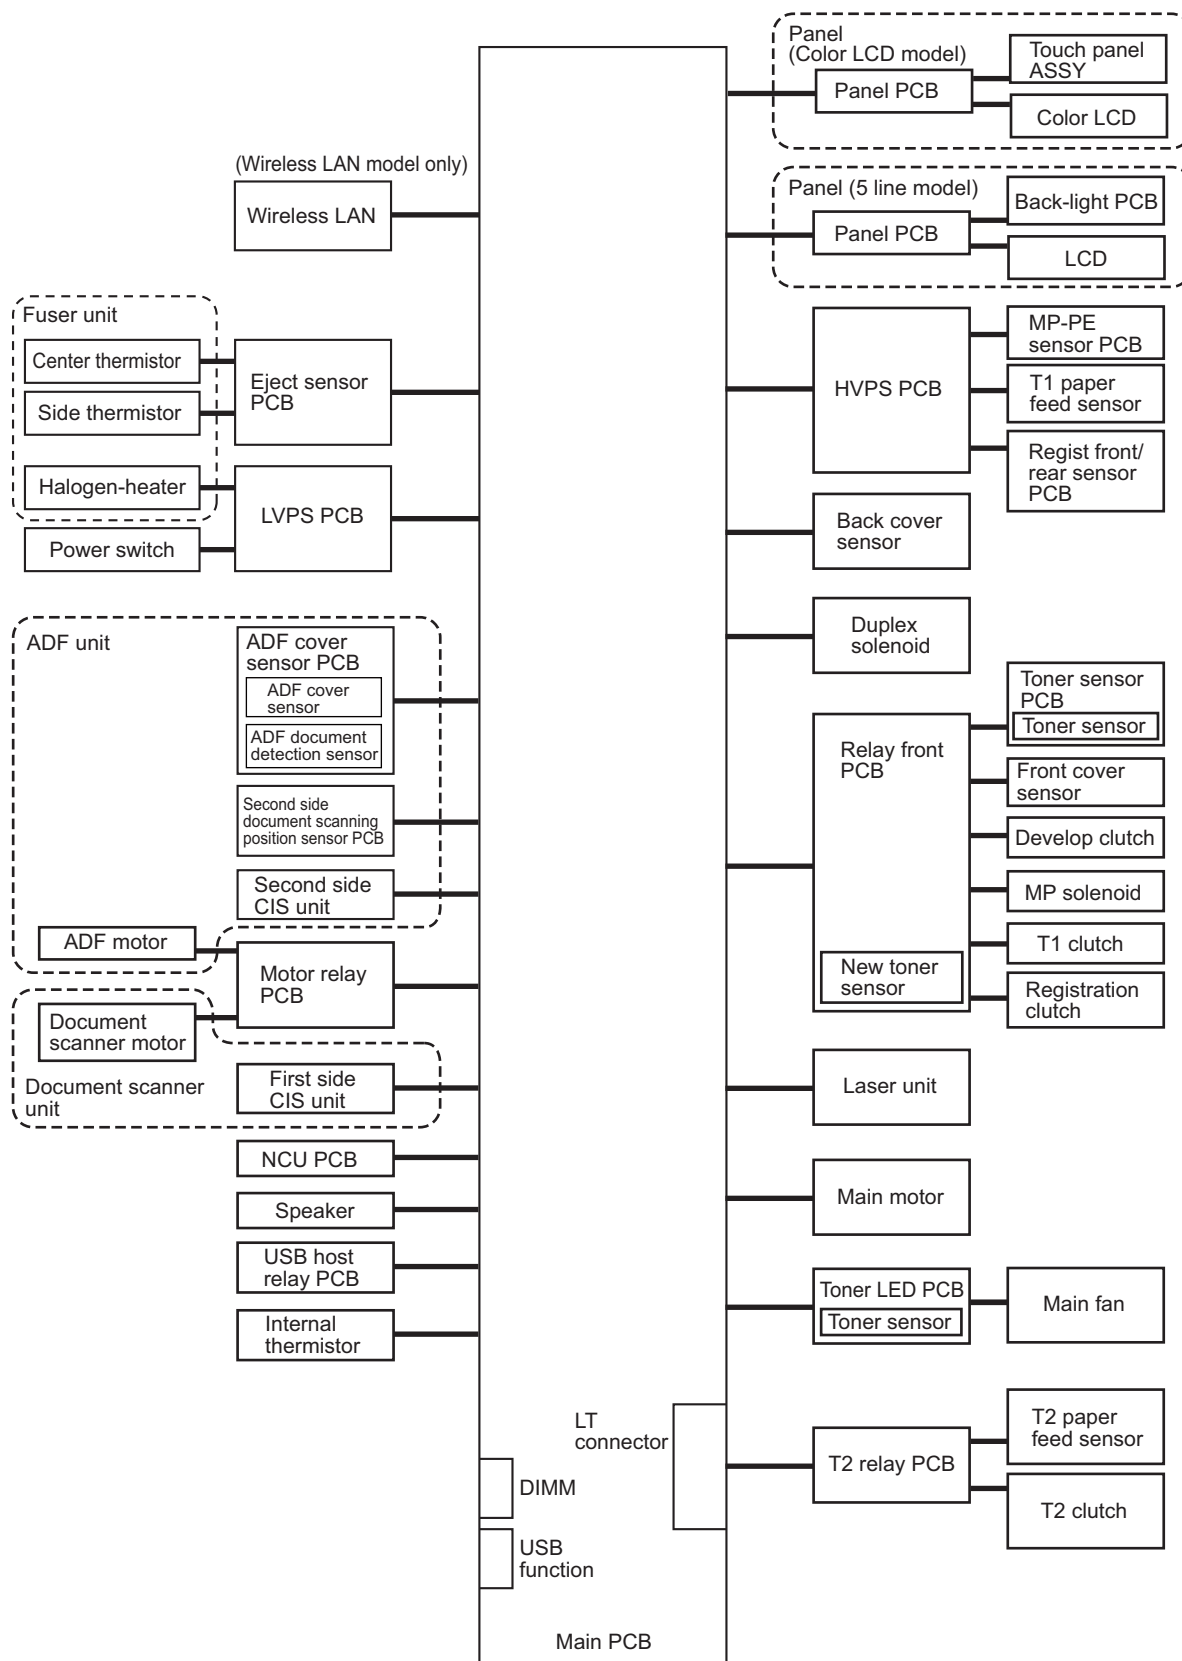 Panel
(Color LCD model)
Touch panel
ASSY
Panel PCB
Color LCD
(Wireless LAN model only)
Wireless LAN
Panel (5 line model)
Back-light PCB
Panel PCB
LCD
Fuser unit
Center thermistor
Side thermistor
Eject sensor
PCB
Halogen-heater
LVPS PCB
Power switch
HVPS PCB
MP-PE
sensor PCB
T1 paper
feed sensor
Regist front/
rear sensor
PCB
Back cover
sensor
Duplex
solenoid
ADF unit
ADF cover
sensor PCB
ADF cover
sensor
ADF document
detection sensor
Second side
document scanning
position sensor PCB
Second side
CIS unit
ADF motor
Motor relay
PCB
Document
scanner motor
Document scanner
unit
First side
CIS unit
Relay front
PCB
New toner
sensor
Toner sensor
PCB
Toner sensor
Front cover
sensor
Develop clutch
MP solenoid
T1 clutch
Registration
clutch
Laser unit
NCU PCB
Speaker
USB host
relay PCB
Internal
thermistor
Main motor
Toner LED PCB
Toner sensor
Main fan
LT
connector
T2 relay PCB
T2 paper
feed sensor
T2 clutch
DIMM
USB
function
Main PCB